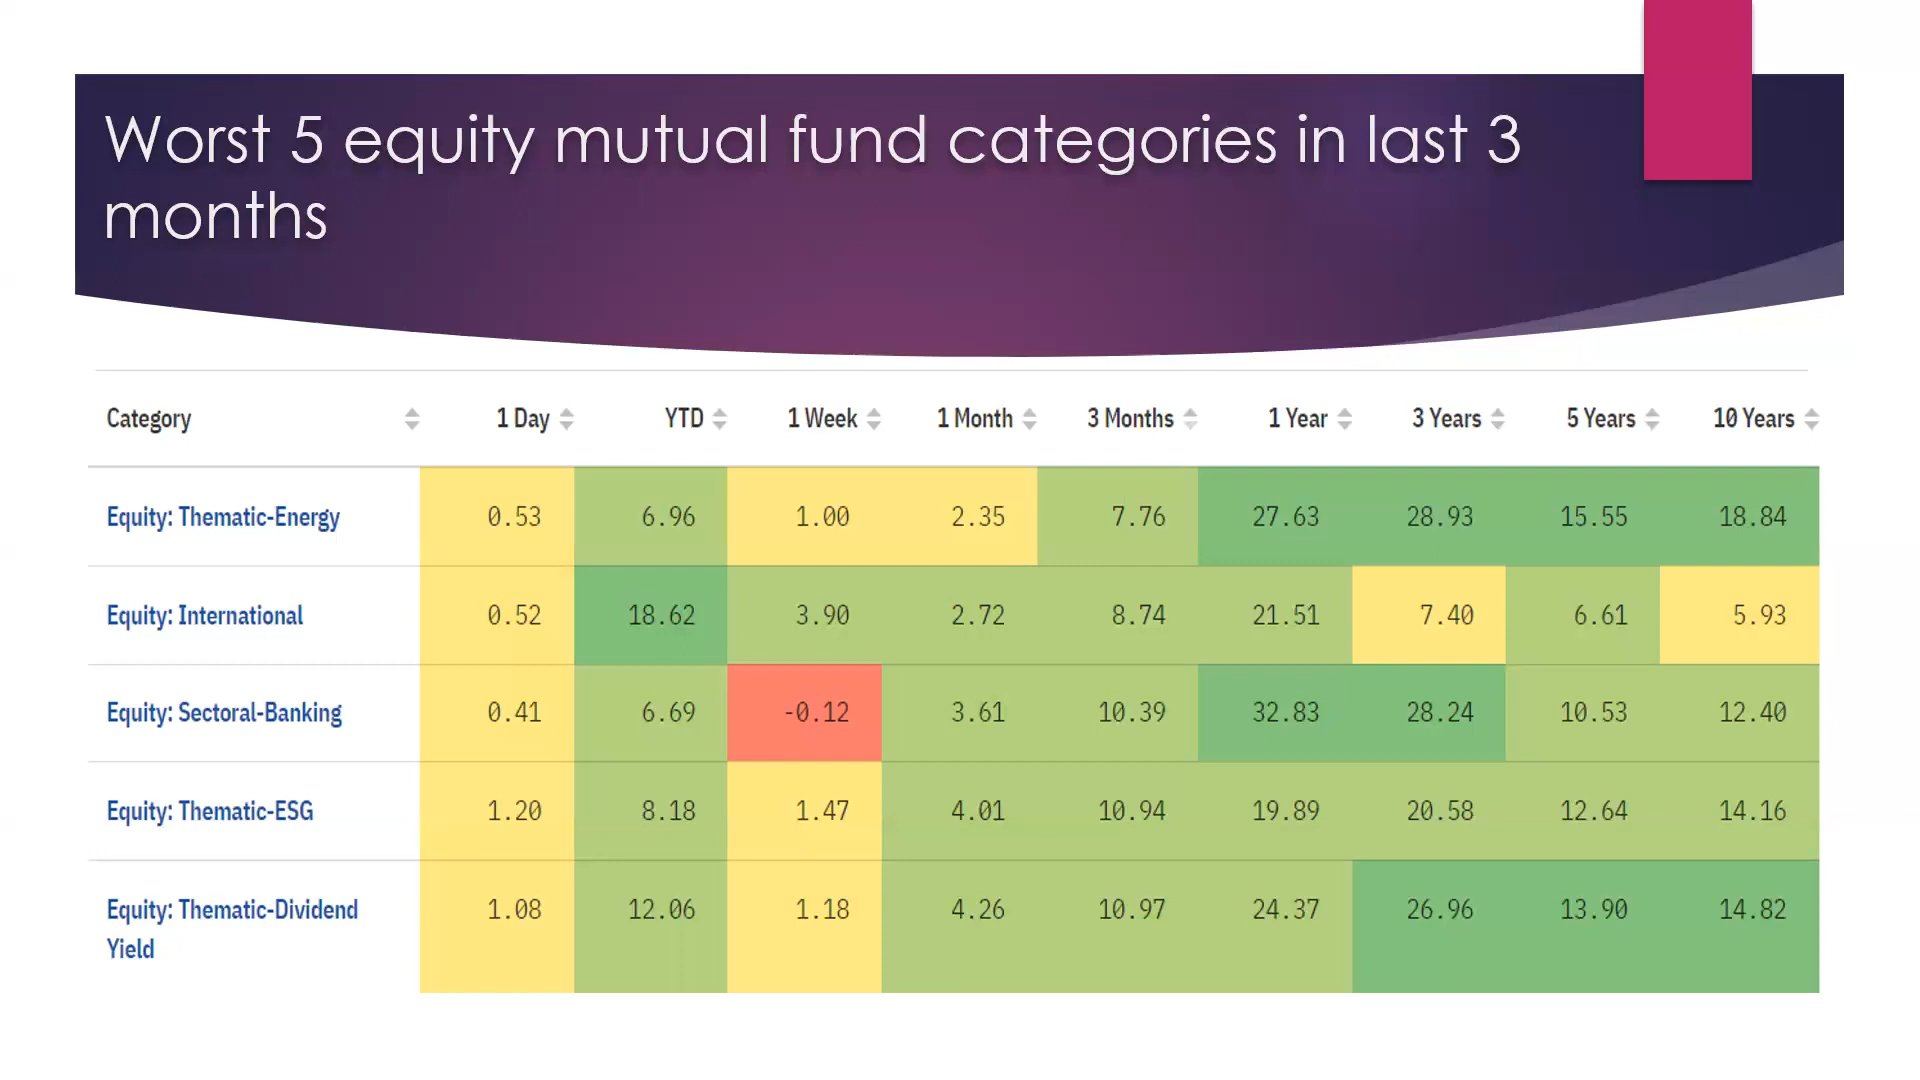 Worst 5 equity mutual fund categories in last 3
months
Category 1 Day YTD 1 Week 1 Month 3 Months 1 Year 3 Years 5 Years 10 Years
Equity: Thematic-Energy 0.53 6.96 1.00 2.35 7.76 27.63 28.93 15.55 18.84
Equity: International 0.52 18.62 3.90 2.72 8.74 21.51 7.40 6.61 5.93
Equity: Sectoral-Banking 0.41 6.69 -0.12 3.61 10.39 32.83 28.24 10.53 12.40
Equity: Thematic-ESG 1.20 8.18 1.47 4.01 10.94 19.89 20.58 12.64 14.16
Equity: Thematic-Dividend 1.08 12.06 1.18 4.26 10.97 24.37 26.96 13.90 14.82
Yield